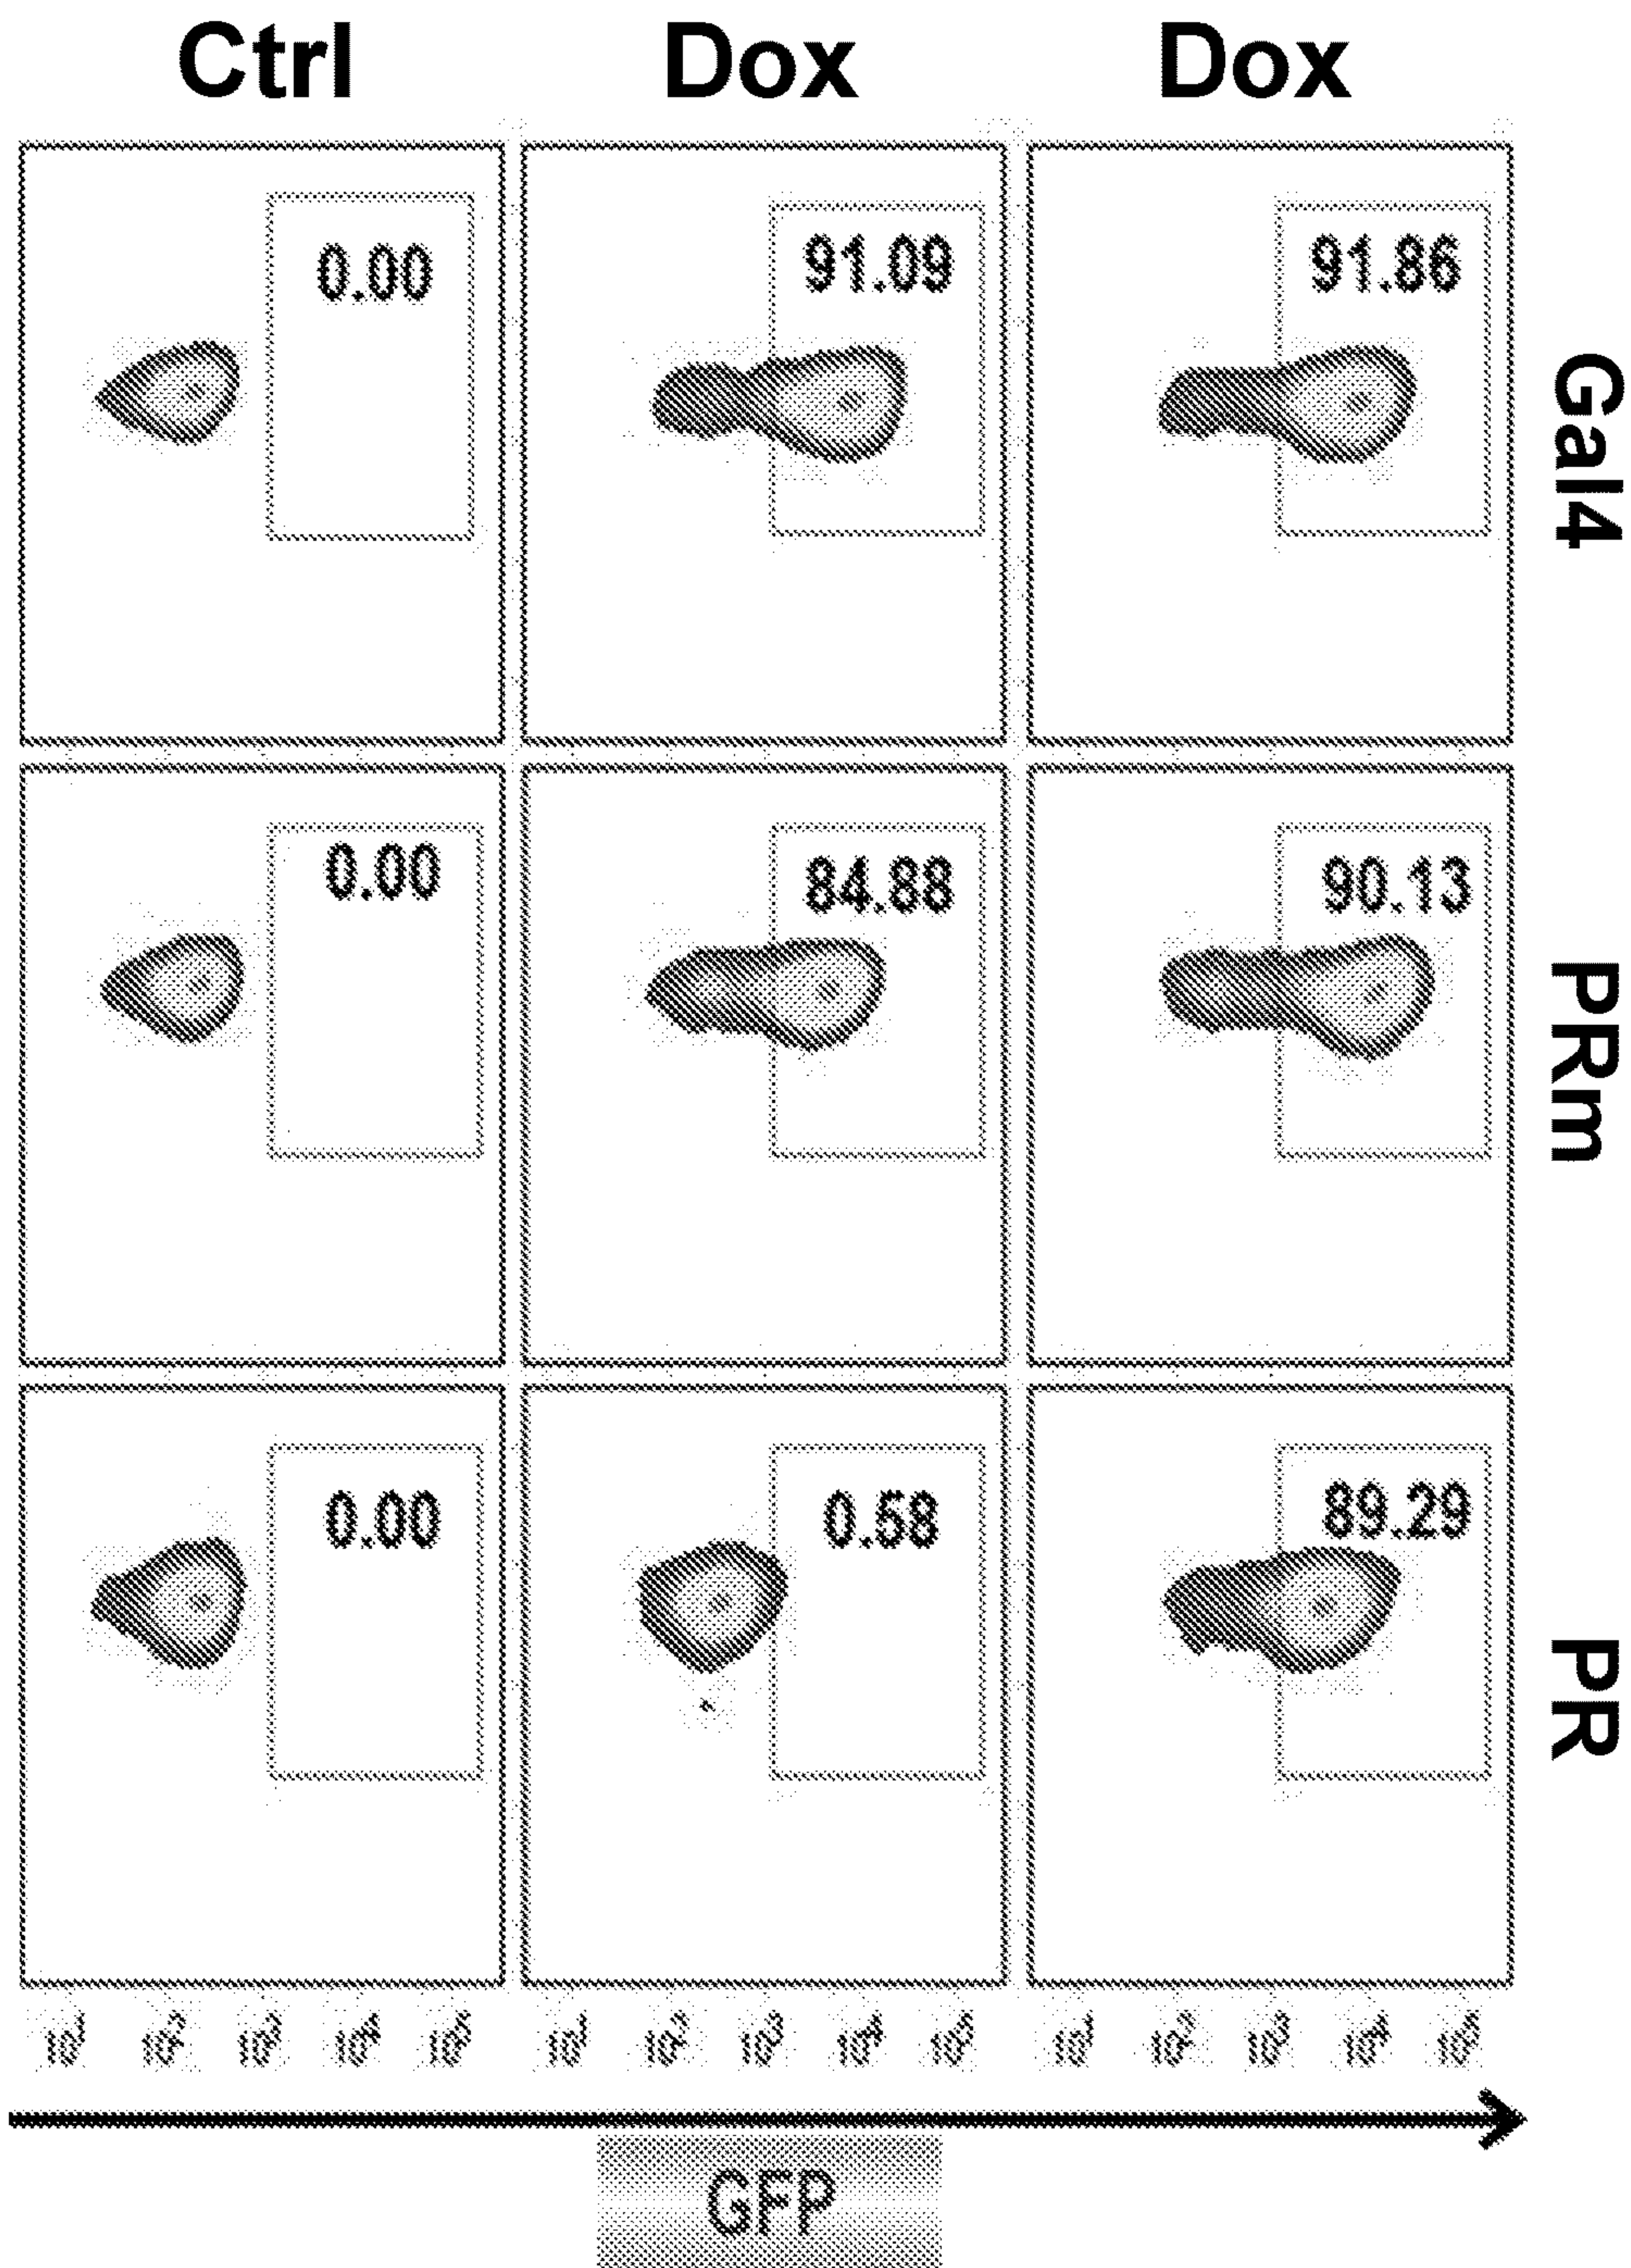 Ctrl Dox Dox
0.00 91.09 91.86
Gal4
0.00 84.88 90.13
PRm
0.00 0.58 89.29
PR
10¹ 10² 10³ 10⁴ 10⁵ 10¹ 10² 10³ 10⁴ 10⁵ 10¹ 10² 10³ 10⁴ 10⁵
GFP